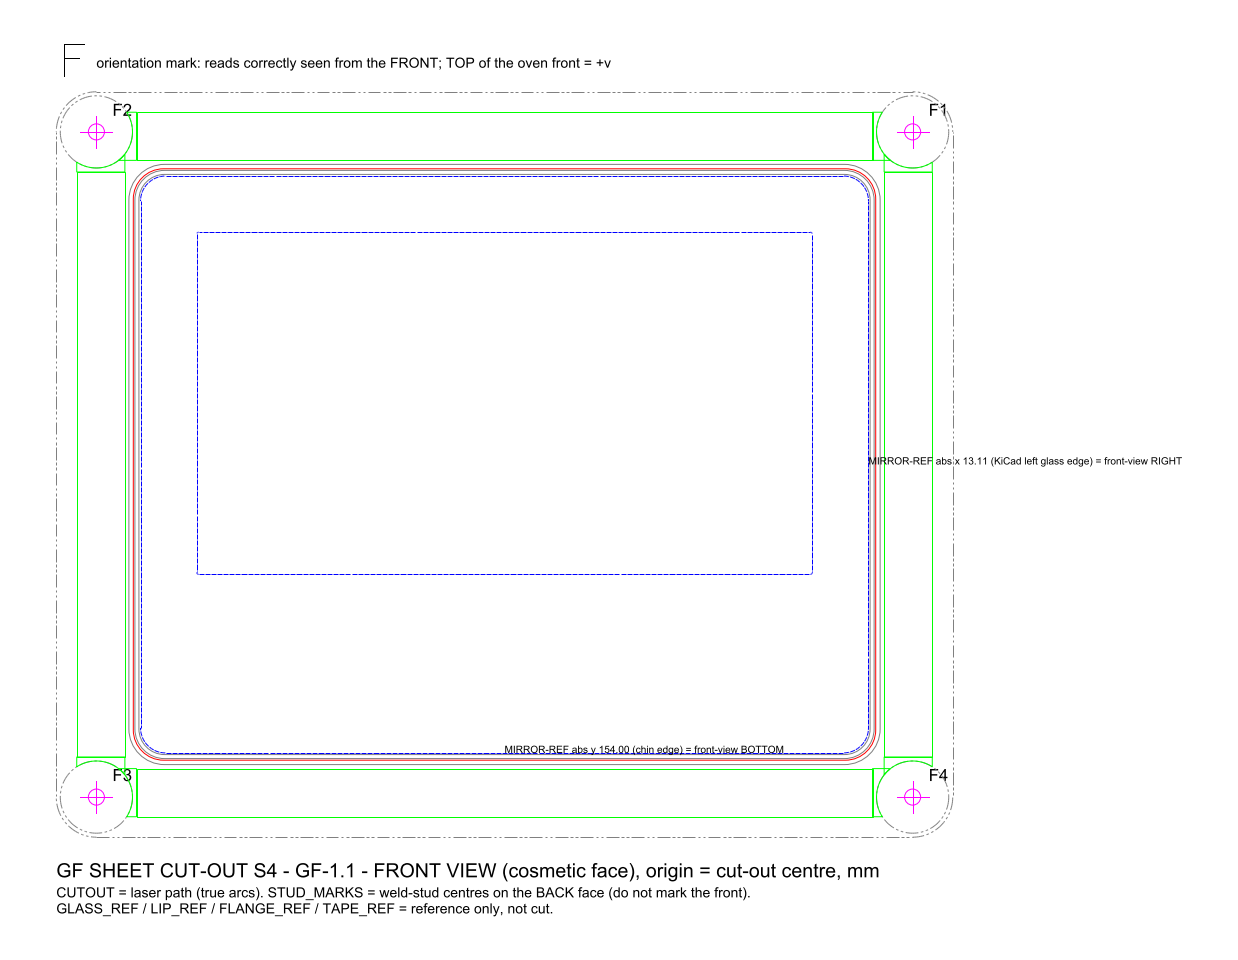 F
orientation mark: reads correctly seen from the FRONT; TOP of the oven front = +v
F2
F1
MIRROR-REF abs x 13.11 (KiCad left glass edge) = front-view RIGHT
MIRROR-REF abs y 154.00 (chin edge) = front-view BOTTOM
F3
F4
GF SHEET CUT-OUT S4 - GF-1.1 - FRONT VIEW (cosmetic face), origin = cut-out centre, mm
CUTOUT = laser path (true arcs). STUD_MARKS = weld-stud centres on the BACK face (do not mark the front).
GLASS_REF / LIP_REF / FLANGE_REF / TAPE_REF = reference only, not cut.